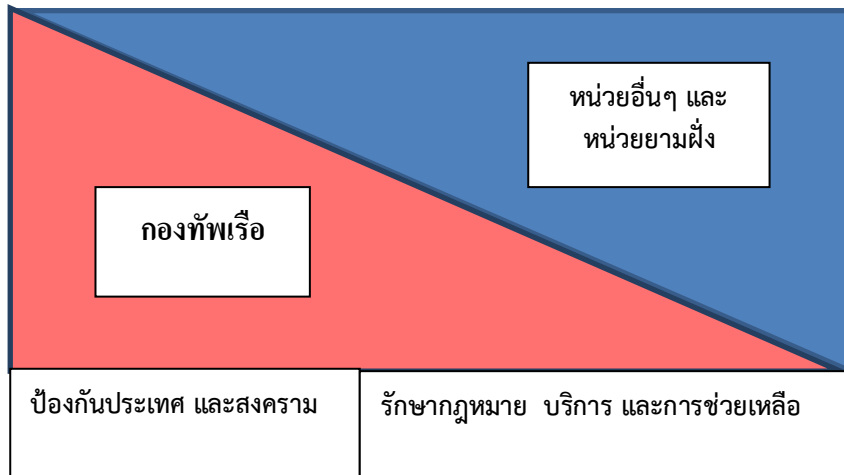 หน่วยอื่นๆ และ
หน่วยยามฝั่ง
กองทัพเรือ
ป้องกันประเทศ และสงคราม
รักษากฎหมาย บริการ และการช่วยเหลือ